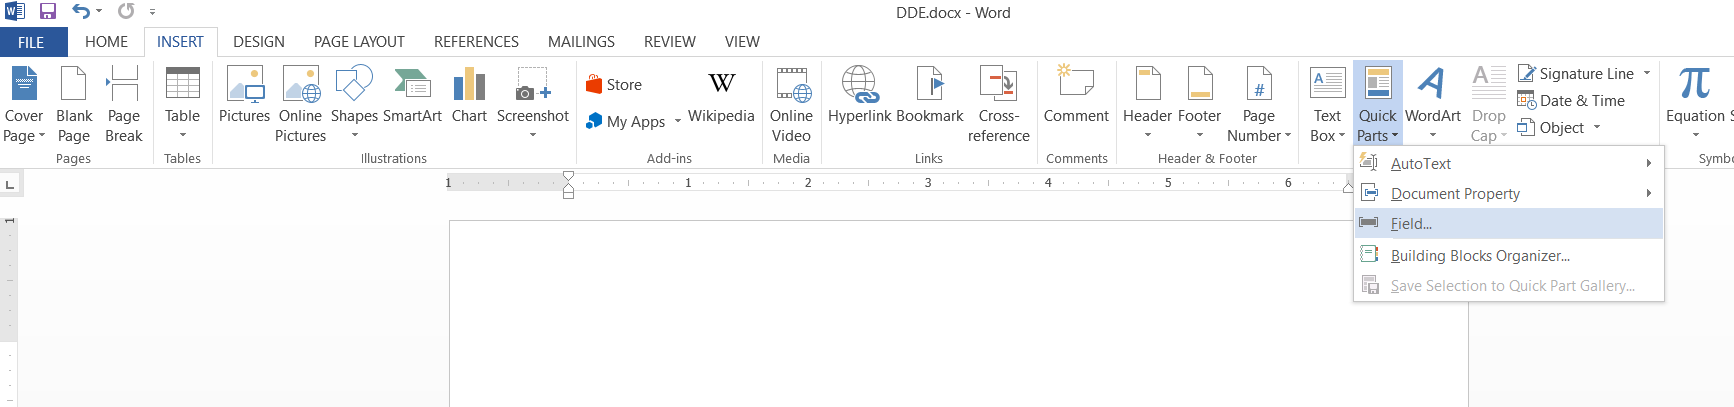 DDE.docx - Word
FILE HOME INSERT DESIGN PAGE LAYOUT REFERENCES MAILINGS REVIEW VIEW
Cover Page
Blank Page
Page Break
Pages
Table
Tables
Pictures
Online Pictures
Shapes
SmartArt
Chart
Screenshot
Illustrations
Store
My Apps
W
Wikipedia
Add-ins
Online Video
Media
Hyperlink
Bookmark
Cross-reference
Links
Comment
Comments
Header
Footer
#
Page Number
Header & Footer
A
Text Box
Quick Parts
A
WordArt
A
Drop Cap
Signature Line
Date & Time
Object
π
Equation
AutoText
Document Property
Field...
Building Blocks Organizer...
Save Selection to Quick Part Gallery...
L
1 1 2 3 4 5 6
1